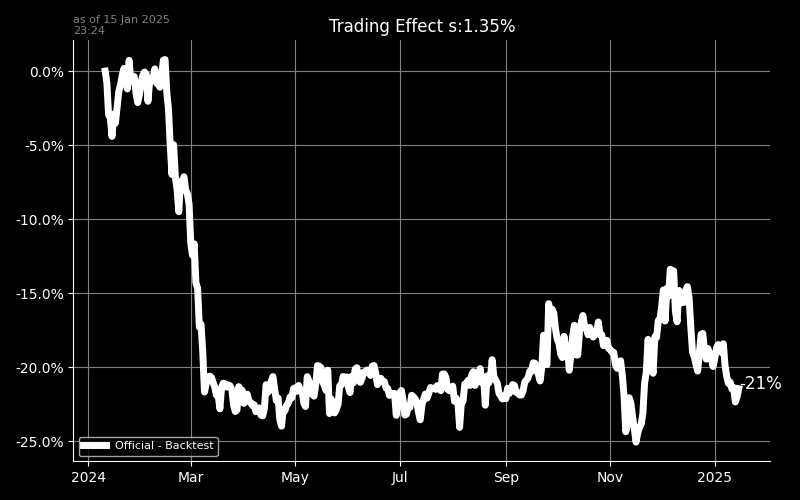 as of 15 Jan 2025
23:24
Trading Effect s:1.35%
0.0%
-5.0%
-10.0%
-15.0%
-20.0%
-25.0%
-21%
Official - Backtest
2024 Mar May Jul Sep Nov 2025